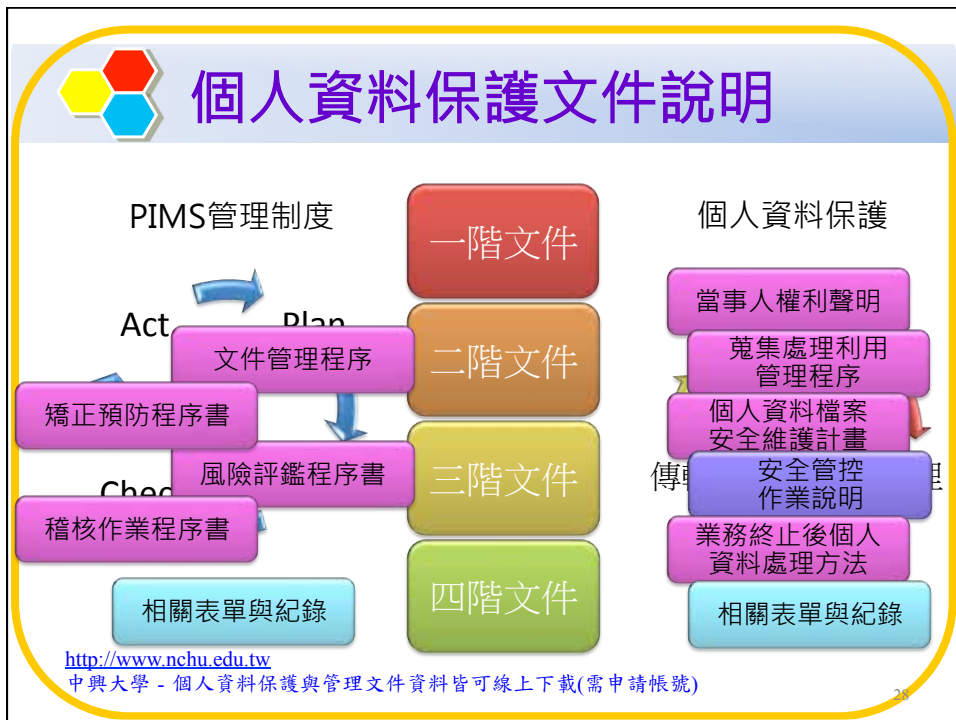 個人資料保護文件說明
PIMS管理制度
一階文件
個人資料保護
Act
Plan
當事人權利聲明
文件管理程序
二階文件
蒐集處理利用
管理程序
矯正預防程序書
個人資料檔案
安全維護計畫
風險評鑑程序書
三階文件
安全管控
作業說明
理
稽核作業程序書
業務終止後個人
資料處理方法
相關表單與紀錄
四階文件
相關表單與紀錄
http://www.nchu.edu.tw
中興大學 - 個人資料保護與管理文件資料皆可線上下載(需申請帳號)
28